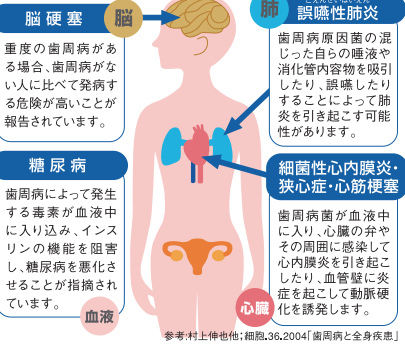 脳梗塞
脳
重度の歯周病があ
る場合、歯周病がな
い人に比べて発病す
る危険が高いことが
報告されています。
肺
ごえんせいはいえん
誤嚥性肺炎
歯周病原因菌の混
じった自らの唾液や
消化管内容物を吸引
したり、誤嚥したり
することによって肺
炎を引き起こす可能
性があります。
糖尿病
歯周病によって発生
する毒素が血液中
に入り込み、インス
リンの機能を阻害
し、糖尿病を悪化さ
せることが指摘され
ています。
血液
細菌性心内膜炎・
狭心症・心筋梗塞
歯周病菌が血液中
に入り、心臓の弁や
その周囲に感染して
心内膜炎を引き起こ
したり、血管壁に炎
症を起こして動脈硬
化を誘発します。
心臓
参考:村上伸也他;細胞.36.2004「歯周病と全身疾患」